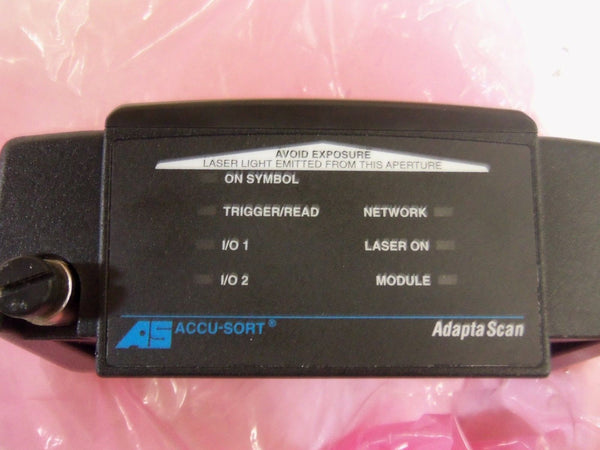 AVOID EXPOSURE
LASER LIGHT EMITTED FROM THIS APERTURE
ON SYMBOL
TRIGGER/READ NETWORK
I/O 1 LASER ON
I/O 2 MODULE
AS ACCU-SORT® AdaptaScan